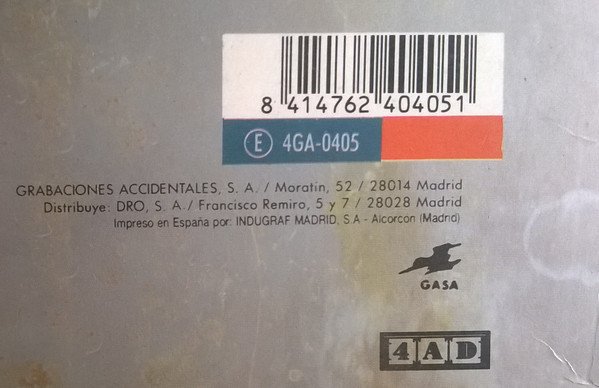 8 414762 404051
E 4GA-0405
GRABACIONES ACCIDENTALES, S. A. / Moratín, 52 / 28014 Madrid
Distribuye: DRO, S. A. / Francisco Remiro, 5 y 7 / 28028 Madrid
Impreso en España por: INDUGRAF MADRID, S.A - Alcorcón (Madrid)
GASA
4AD